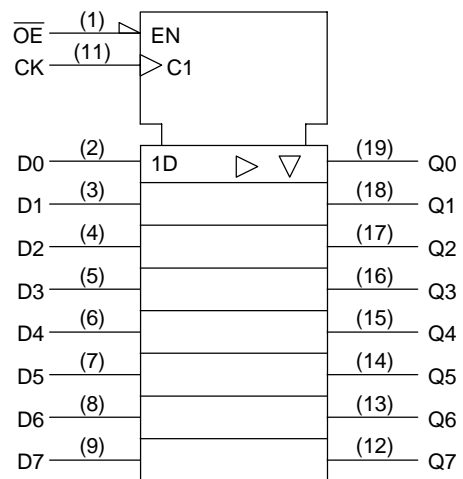 O̅E̅ (1) EN
CK (11) C1
D0 (2) 1D (19) Q0
D1 (3) (18) Q1
D2 (4) (17) Q2
D3 (5) (16) Q3
D4 (6) (15) Q4
D5 (7) (14) Q5
D6 (8) (13) Q6
D7 (9) (12) Q7